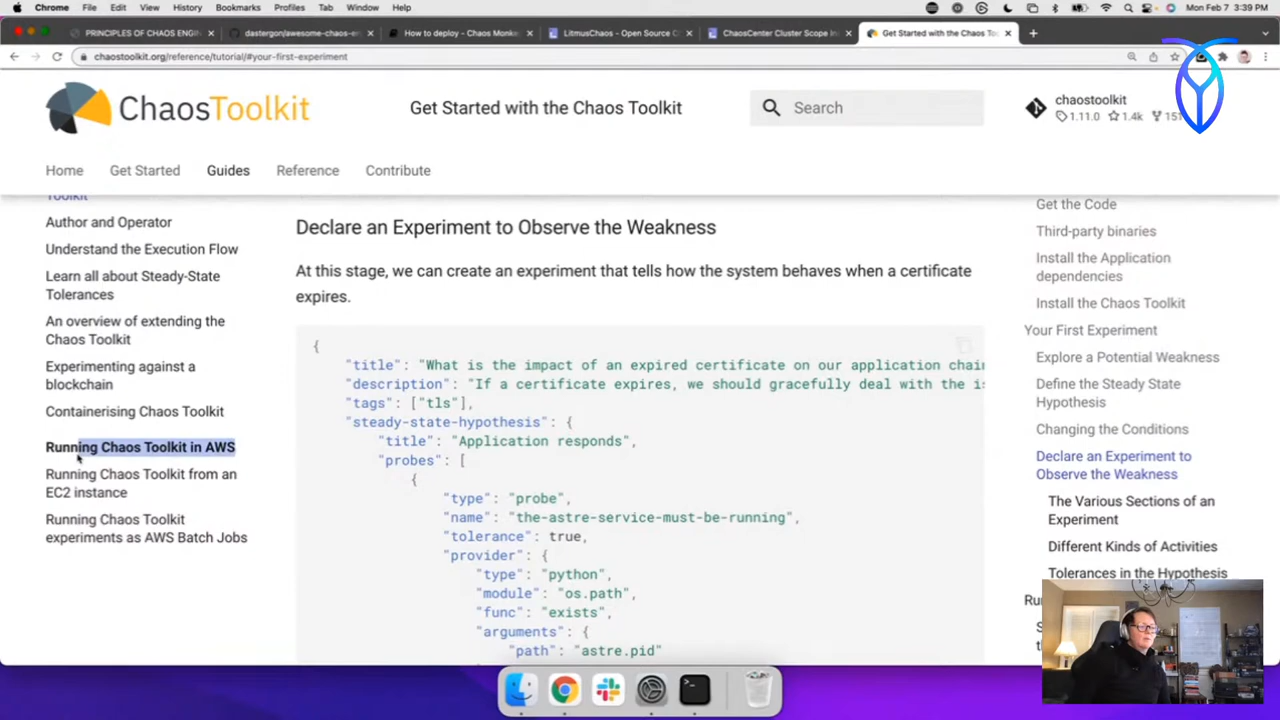 Chrome File Edit View History Bookmarks Profiles Tab Window Help Mon Feb 7 3:39 PM
PRINCIPLES OF CHAOS ENGIN
dastergon/awesome-chaos-en
How to deploy - Chaos Monke
LitmusChaos - Open Source C
ChaosCenter Cluster Scope In
Get Started with the Chaos To
chaostoolkit.org/reference/tutorial/#your-first-experiment
ChaosToolkit
Get Started with the Chaos Toolkit
Search
chaostoolkit
1.11.0 1.4k 151
Home Get Started Guides Reference Contribute
Toolkit
Author and Operator
Understand the Execution Flow
Learn all about Steady-State
Tolerances
An overview of extending the
Chaos Toolkit
Experimenting against a
blockchain
Containerising Chaos Toolkit
Running Chaos Toolkit in AWS
Running Chaos Toolkit from an
EC2 instance
Running Chaos Toolkit
experiments as AWS Batch Jobs
Declare an Experiment to Observe the Weakness
At this stage, we can create an experiment that tells how the system behaves when a certificate
expires.
{
"title": "What is the impact of an expired certificate on our application chain
"description": "If a certificate expires, we should gracefully deal with the is
"tags": ["tls"],
"steady-state-hypothesis": {
"title": "Application responds",
"probes": [
{
"type": "probe",
"name": "the-astre-service-must-be-running",
"tolerance": true,
"provider": {
"type": "python",
"module": "os.path",
"func": "exists",
"arguments": {
"path": "astre.pid"
Get the Code
Third-party binaries
Install the Application
dependencies
Install the Chaos Toolkit
Your First Experiment
Explore a Potential Weakness
Define the Steady State
Hypothesis
Changing the Conditions
Declare an Experiment to
Observe the Weakness
The Various Sections of an
Experiment
Different Kinds of Activities
Tolerances in the Hypothesis